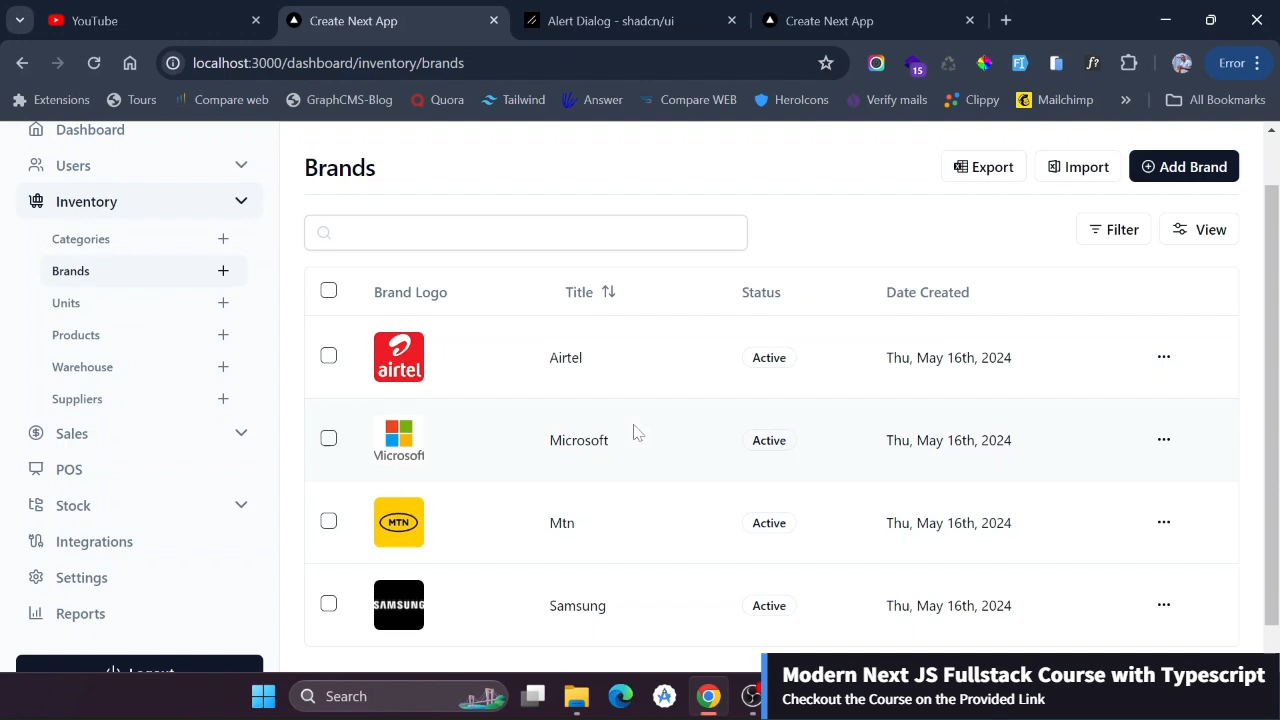 YouTube
Create Next App
Alert Dialog - shadcn/ui
Create Next App
localhost:3000/dashboard/inventory/brands
15
f?
Error
Extensions
Tours
Compare web
GraphCMS-Blog
Quora
Tailwind
Answer
Compare WEB
HeroIcons
Verify mails
Clippy
Mailchimp
All Bookmarks
Dashboard
Users
Inventory
Categories
Brands
Units
Products
Warehouse
Suppliers
Sales
POS
Stock
Integrations
Settings
Reports
Logout
Brands
Export
Import
Add Brand
Filter
View
Brand Logo Title Status Date Created
airtel Airtel Active Thu, May 16th, 2024
Microsoft Microsoft Active Thu, May 16th, 2024
MTN Mtn Active Thu, May 16th, 2024
SAMSUNG Samsung Active Thu, May 16th, 2024
Modern Next JS Fullstack Course with Typescript
Checkout the Course on the Provided Link
Search